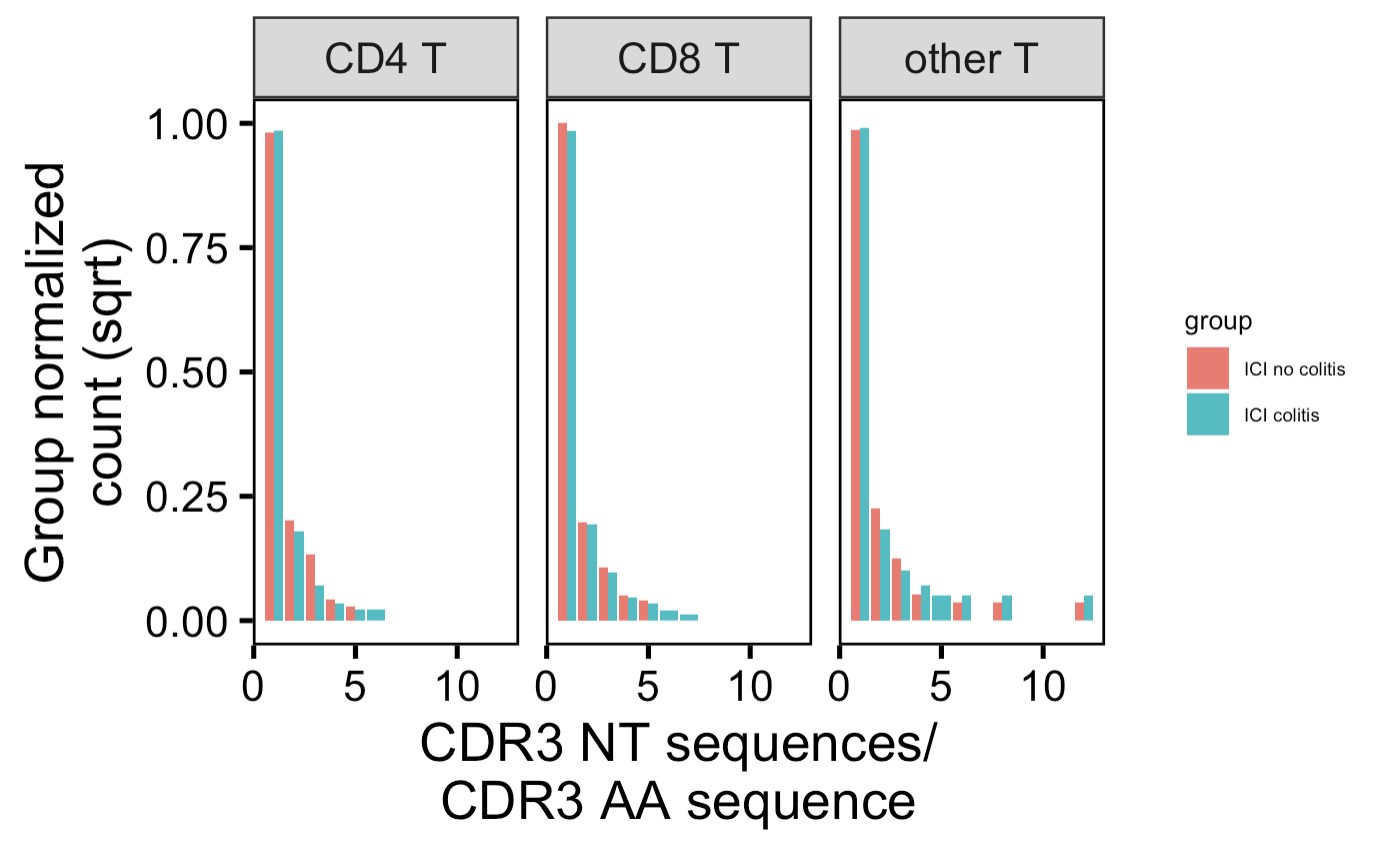 CD4 T
CD8 T
other T
Group normalized
count (sqrt)
1.00
0.75
0.50
0.25
0.00
0 5 10
0 5 10
0 5 10
CDR3 NT sequences/
CDR3 AA sequence
group
ICI no colitis
ICI colitis